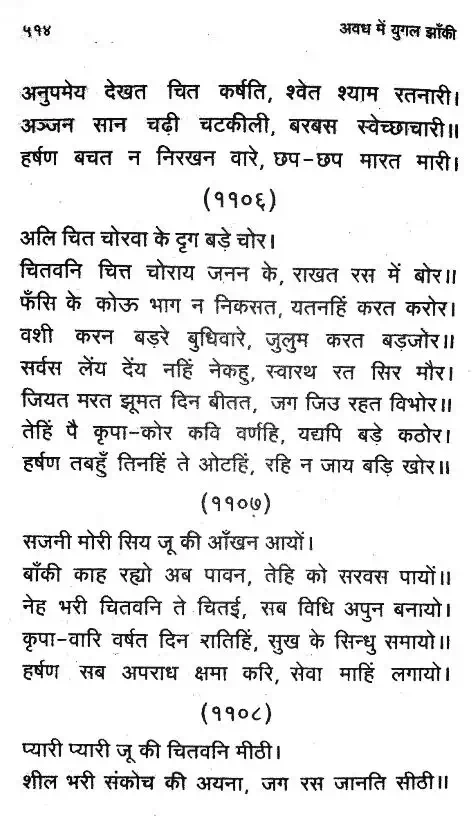 ५१४ अवध में युगल झाँकी
अनुपमेय देखत चित कर्षति, श्वेत श्याम रतनारी।
अञ्जन सान चढ़ी चटकीली, बरबस स्वेच्छाचारी॥
हर्षण बचत न निरखन वारे, छप-छप मारत मारी।
(११०६)
अलि चित चोरवा के दृग बड़े चोर।
चितवनि चित्त चोराय जनन के, राखत रस में बोर॥
फँसि के कोऊ भाग न निकसत, यतनहिं करत करोर।
वशी करन बड़रे बुधिवारे, जुलुम करत बड़जोर॥
सर्वस लेंय देंय नहिं नेकहु, स्वारथ रत सिर मौर।
जियत मरत झूमत दिन बीतत, जग जिउ रहत विभोर॥
तेहिं पै कृपा-कोर कवि वर्णहि, यद्यपि बड़े कठोर।
हर्षण तबहुँ तिनहिं ते ओटहिं, रहि न जाय बड़ि खोर॥
(११०७)
सजनी मोरी सिय जू की आँखन आयों।
बाँकी काह रह्यो अब पावन, तेहि को सरवस पायों॥
नेह भरी चितवनि ते चितई, सब विधि अपुन बनायो।
कृपा-वारि वर्षत दिन रातिहिं, सुख के सिन्धु समायो॥
हर्षण सब अपराध क्षमा करि, सेवा माहिं लगायो।
(११०८)
प्यारी प्यारी जू की चितवनि मीठी।
शील भरी संकोच की अयना, जग रस जानति सीठी॥